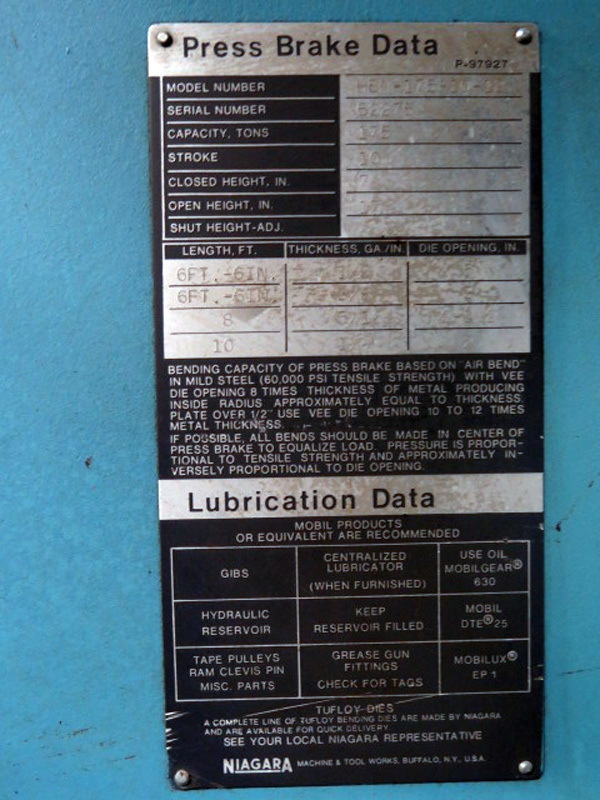 Press Brake Data
P-97927
MODEL NUMBER
SERIAL NUMBER
CAPACITY, TONS 175
STROKE 10
CLOSED HEIGHT, IN.
OPEN HEIGHT, IN.
SHUT HEIGHT-ADJ.
LENGTH, FT. THICKNESS, GA./IN. DIE OPENING, IN.
6FT.-6IN.
6FT.-6IN.
8
10
BENDING CAPACITY OF PRESS BRAKE BASED ON "AIR BEND"
IN MILD STEEL (60,000 PSI TENSILE STRENGTH) WITH VEE
DIE OPENING 8 TIMES THICKNESS OF METAL PRODUCING
INSIDE RADIUS APPROXIMATELY EQUAL TO THICKNESS.
PLATE OVER 1/2" USE VEE DIE OPENING 10 TO 12 TIMES
METAL THICKNESS.
IF POSSIBLE, ALL BENDS SHOULD BE MADE IN CENTER OF
PRESS BRAKE TO EQUALIZE LOAD. PRESSURE IS PROPOR-
TIONAL TO TENSILE STRENGTH AND APPROXIMATELY IN-
VERSELY PROPORTIONAL TO DIE OPENING.
Lubrication Data
MOBIL PRODUCTS
OR EQUIVALENT ARE RECOMMENDED
GIBS
CENTRALIZED
LUBRICATOR
(WHEN FURNISHED)
USE OIL
MOBILGEAR®
630
HYDRAULIC
RESERVOIR
KEEP
RESERVOIR FILLED
MOBIL
DTE®25
TAPE PULLEYS
RAM CLEVIS PIN
MISC. PARTS
GREASE GUN
FITTINGS
CHECK FOR TAGS
MOBILUX®
EP 1
TUFLOY DIES
A COMPLETE LINE OF TUFLOY BENDING DIES ARE MADE BY NIAGARA
AND ARE AVAILABLE FOR QUICK DELIVERY.
SEE YOUR LOCAL NIAGARA REPRESENTATIVE
NIAGARA MACHINE & TOOL WORKS, BUFFALO, N.Y., U.S.A.